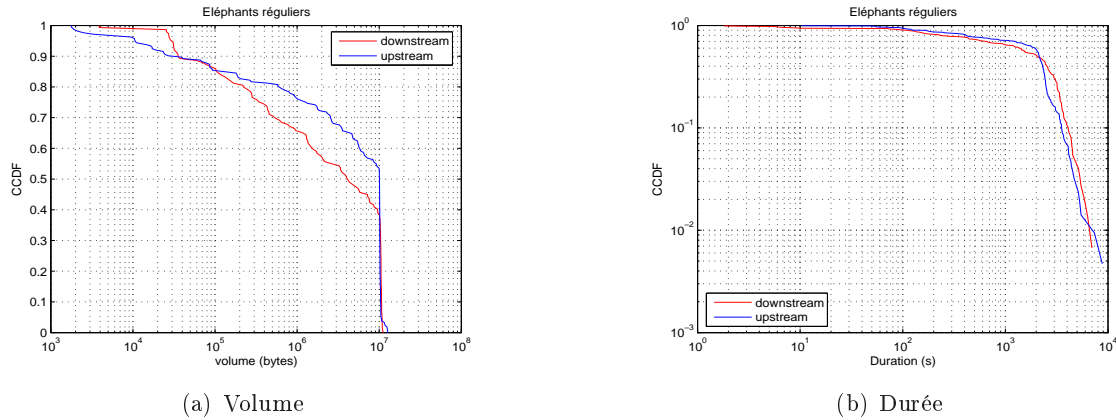 Eléphants réguliers
1
0.9
0.8
0.7
0.6
0.5
0.4
0.3
0.2
0.1
0
CCDF
downstream
upstream
10^3 10^4 10^5 10^6 10^7 10^8
volume (bytes)
(a) Volume
Eléphants réguliers
10^0
10^-1
10^-2
10^-3
CCDF
downstream
upstream
10^0 10^1 10^2 10^3 10^4
Duration (s)
(b) Durée